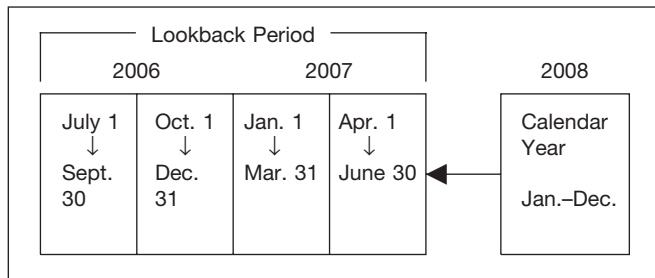 Lookback Period
2006 2007 2008
July 1
↓
Sept.
30
Oct. 1
↓
Dec.
31
Jan. 1
↓
Mar. 31
Apr. 1
↓
June 30
Calendar
Year
Jan.–Dec.